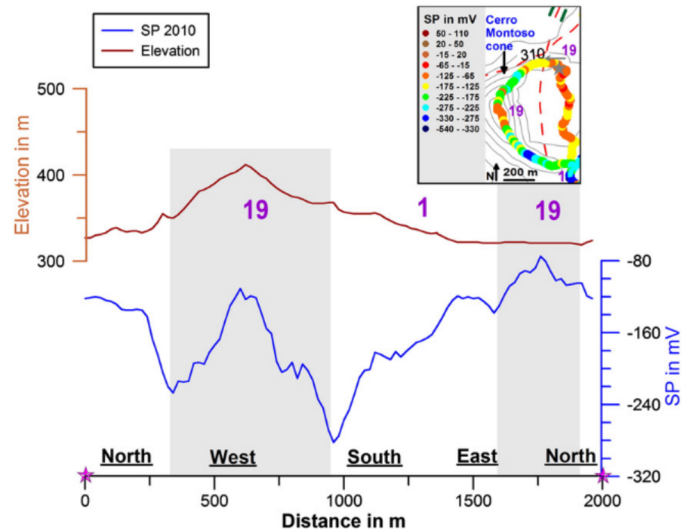 SP 2010
Elevation
SP in mV
50 - 110
20 - 50
-15 - 20
-65 - -15
-125 - -65
-175 - -125
-225 - -175
-275 - -225
-330 - -275
-540 - -330
Cerro
Montoso
cone
310
19
19
N
200 m
500
400
300
Elevation in m
19
1
19
-80
-160
-240
-320
SP in mV
North
West
South
East
North
0
500
1000
1500
2000
Distance in m